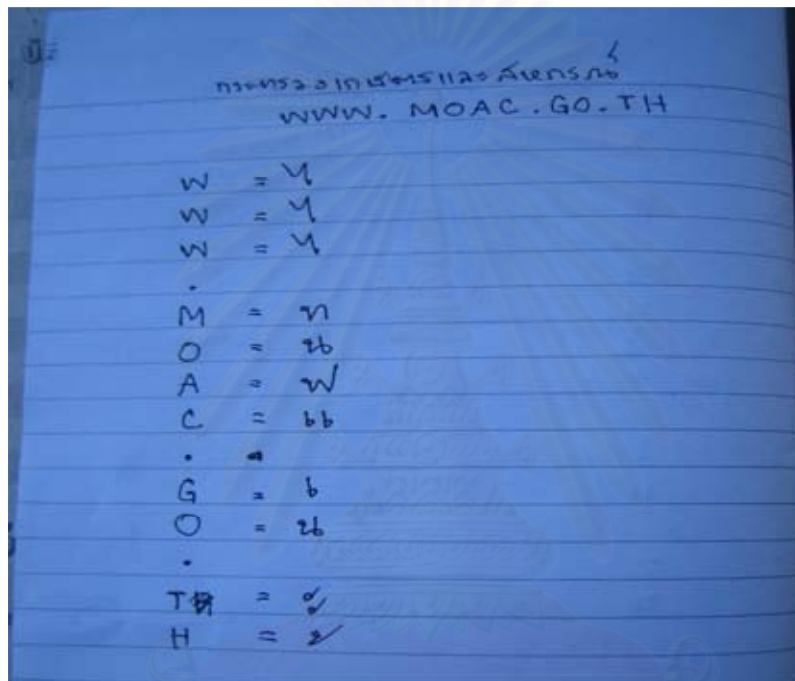 กระทรวงเกษตรและสหกรณ์
WWW. MOAC.GO.TH
W = ไ
W = ไ
W = ไ
.
M = ท
O = น
A = ฟ
C = แ
.
G = เ
O = น
.
T = ะ
H = ้